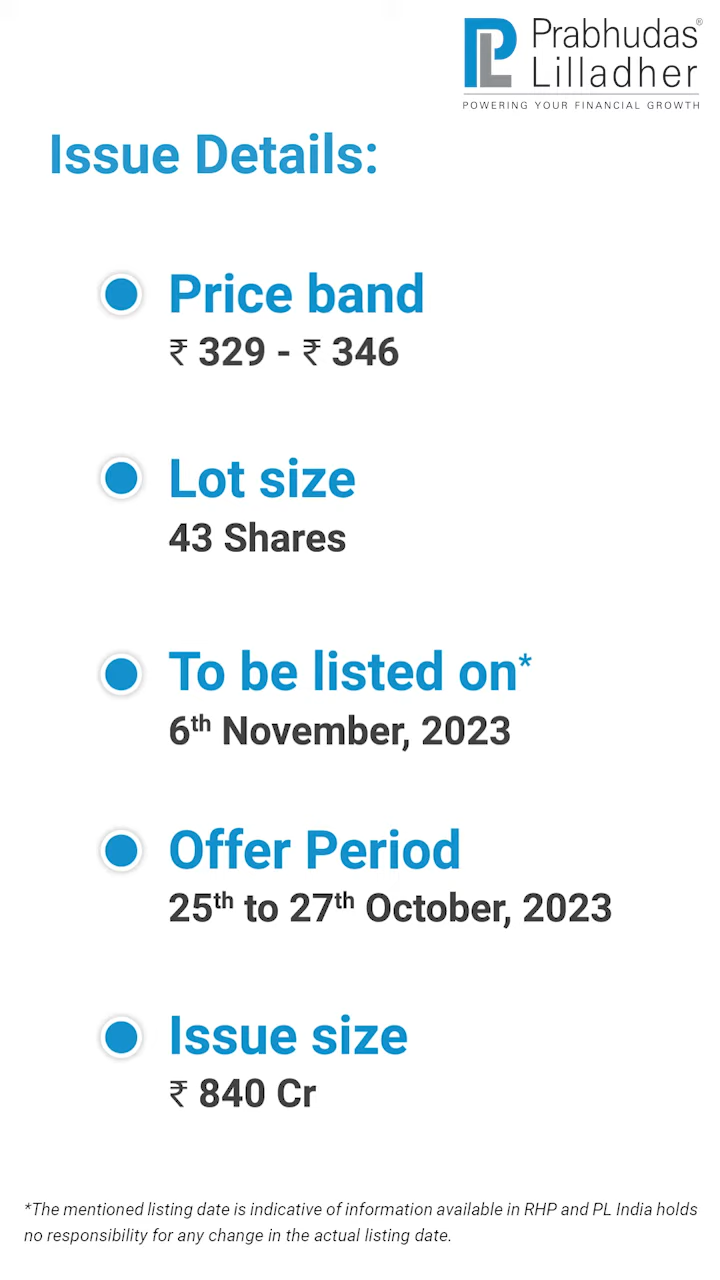 Prabhudas®
Lilladher
POWERING YOUR FINANCIAL GROWTH
Issue Details:
Price band
₹ 329 - ₹ 346
Lot size
43 Shares
To be listed on*
6th November, 2023
Offer Period
25th to 27th October, 2023
Issue size
₹ 840 Cr
*The mentioned listing date is indicative of information available in RHP and PL India holds
no responsibility for any change in the actual listing date.